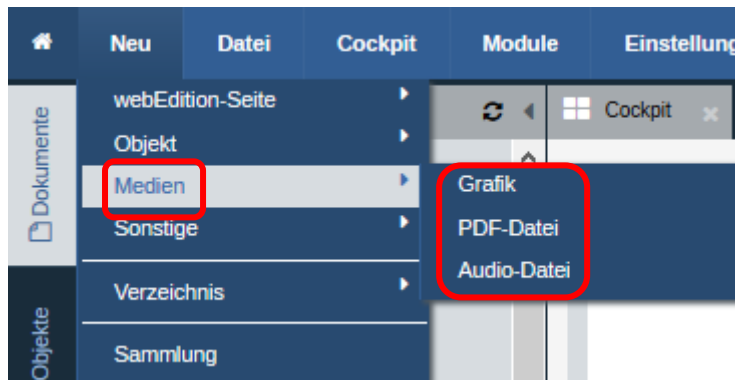 Neu Datei Cockpit Module Einstellung
webEdition-Seite
Objekt
Medien
Sonstige
Verzeichnis
Sammlung
Grafik
PDF-Datei
Audio-Datei
Cockpit
Dokumente
Objekte